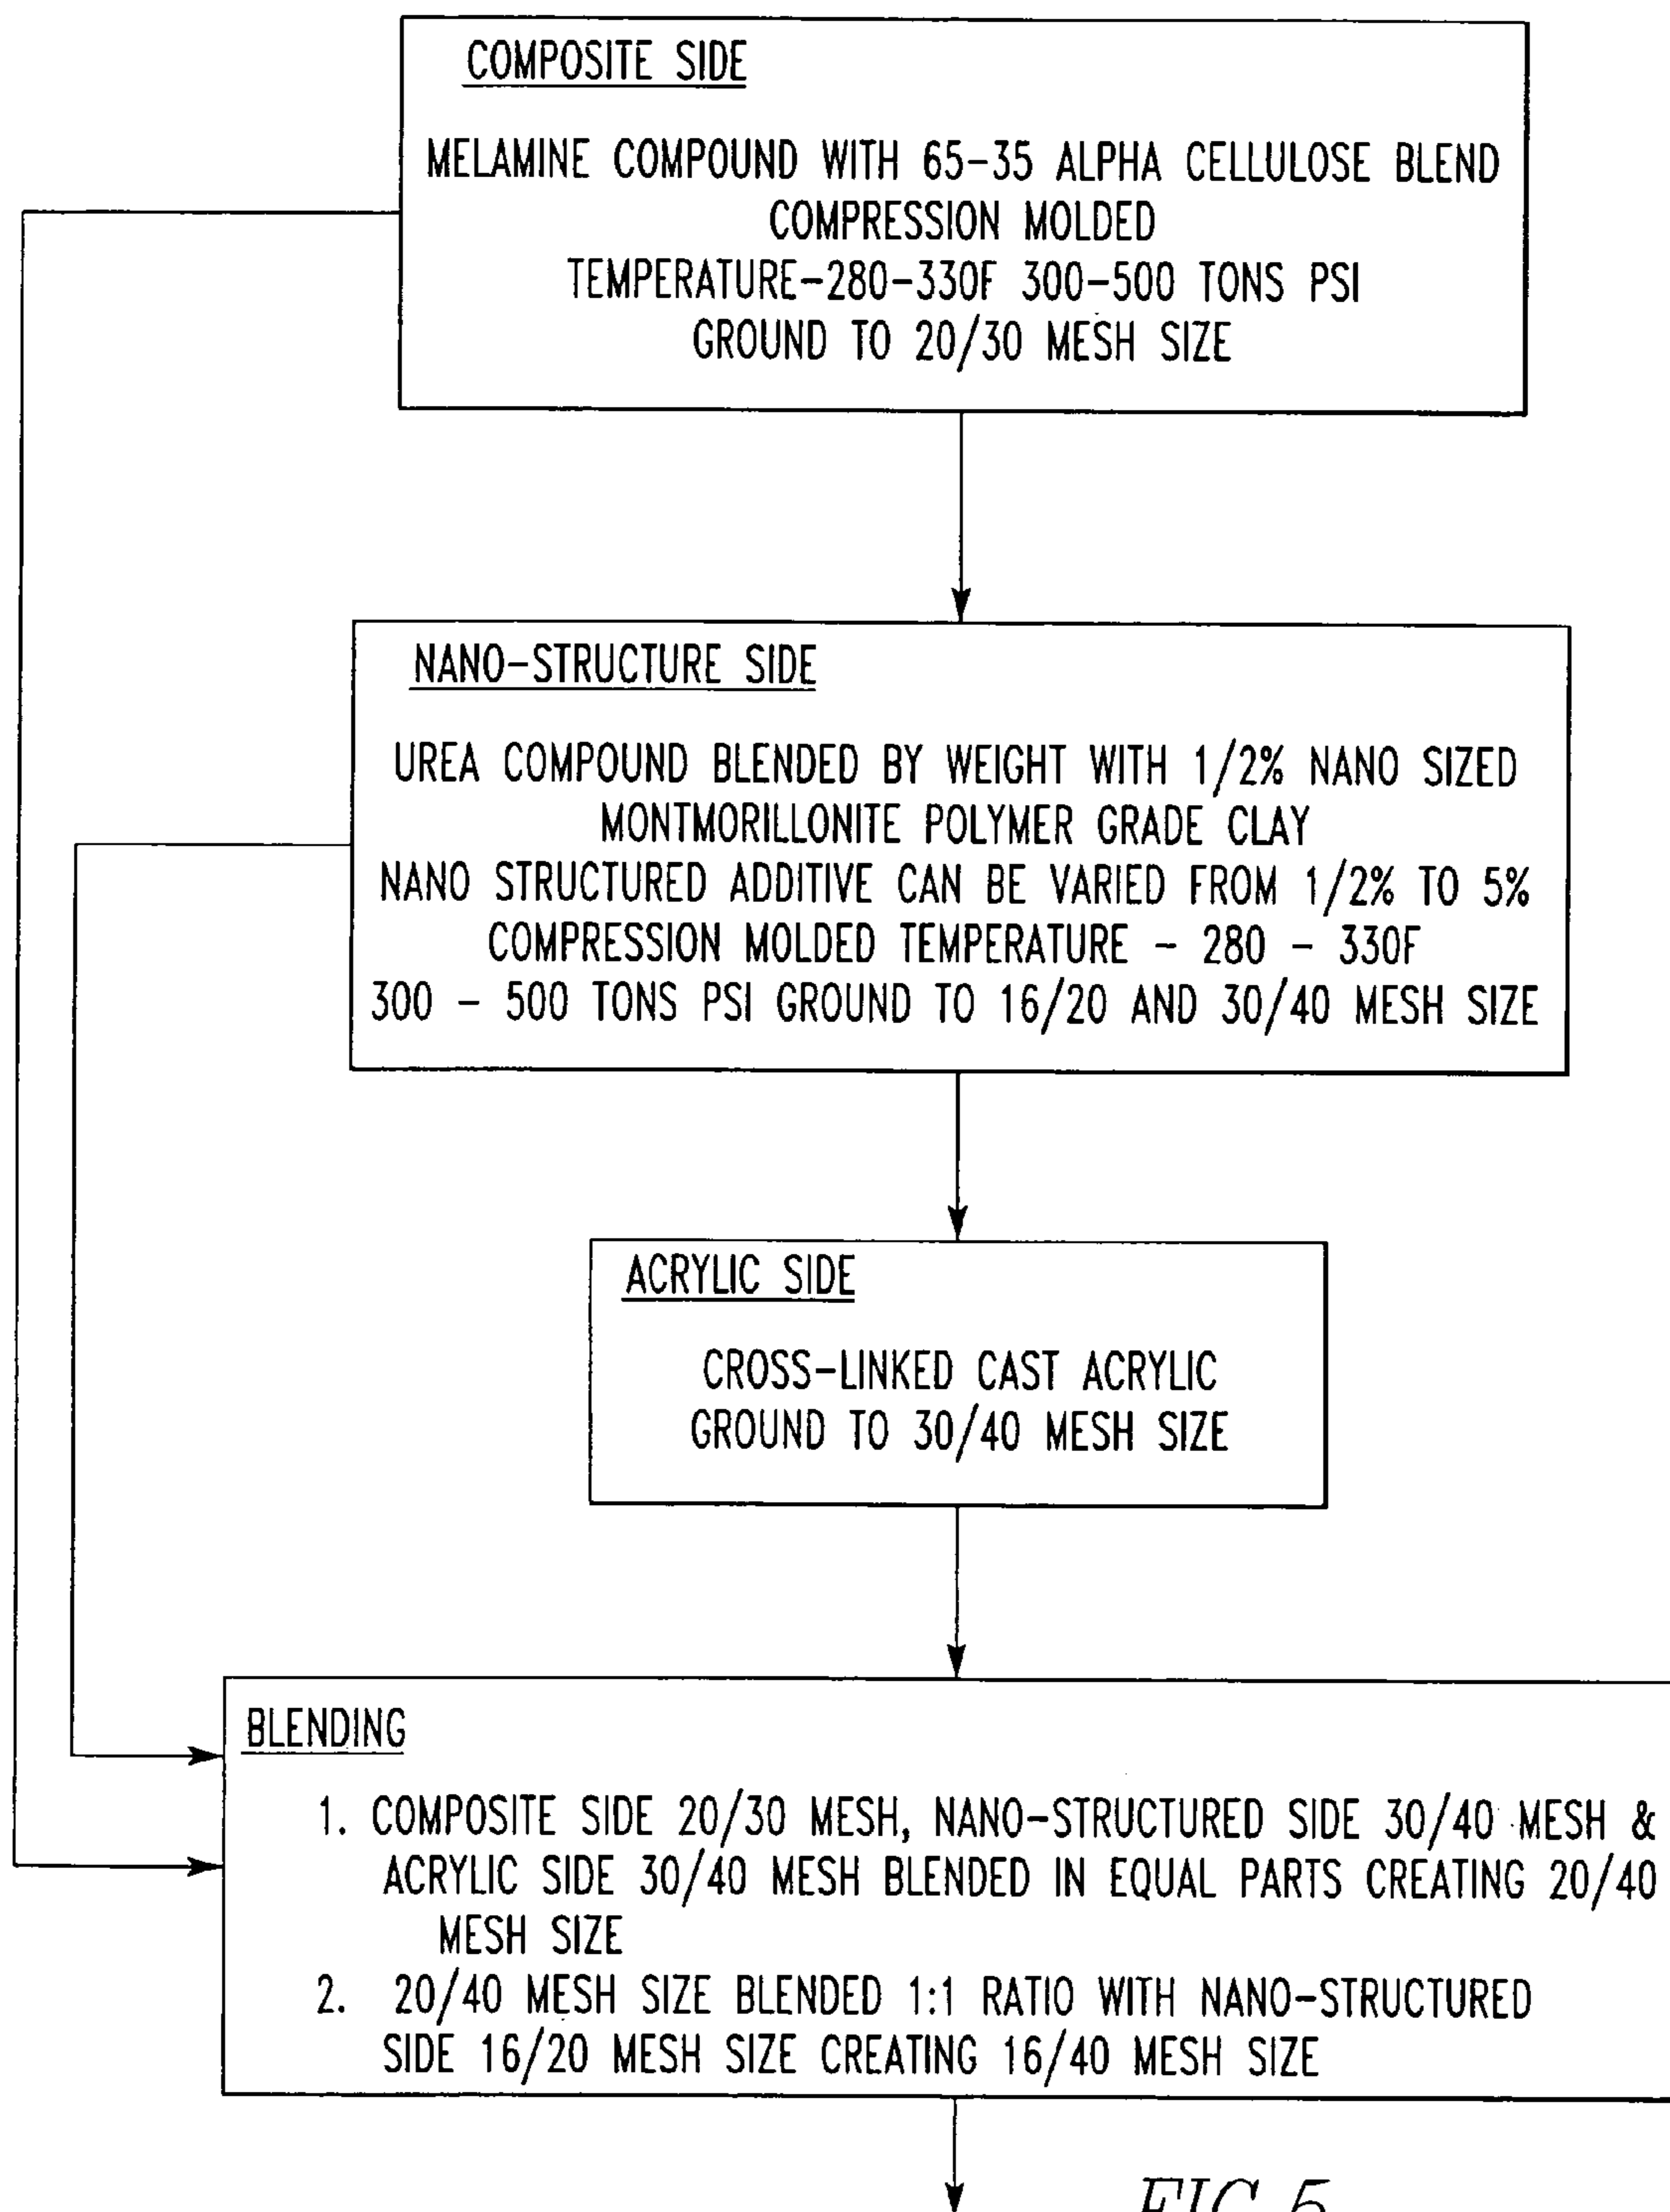 COMPOSITE SIDE
MELAMINE COMPOUND WITH 65-35 ALPHA CELLULOSE BLEND
COMPRESSION MOLDED
TEMPERATURE-280-330F 300-500 TONS PSI
GROUND TO 20/30 MESH SIZE
NANO-STRUCTURE SIDE
UREA COMPOUND BLENDED BY WEIGHT WITH 1/2% NANO SIZED
MONTMORILLONITE POLYMER GRADE CLAY
NANO STRUCTURED ADDITIVE CAN BE VARIED FROM 1/2% TO 5%
COMPRESSION MOLDED TEMPERATURE - 280 - 330F
300 - 500 TONS PSI GROUND TO 16/20 AND 30/40 MESH SIZE
ACRYLIC SIDE
CROSS-LINKED CAST ACRYLIC
GROUND TO 30/40 MESH SIZE
BLENDING
1. COMPOSITE SIDE 20/30 MESH, NANO-STRUCTURED SIDE 30/40 MESH &
ACRYLIC SIDE 30/40 MESH BLENDED IN EQUAL PARTS CREATING 20/40
MESH SIZE
2. 20/40 MESH SIZE BLENDED 1:1 RATIO WITH NANO-STRUCTURED
SIDE 16/20 MESH SIZE CREATING 16/40 MESH SIZE
FIG. 5